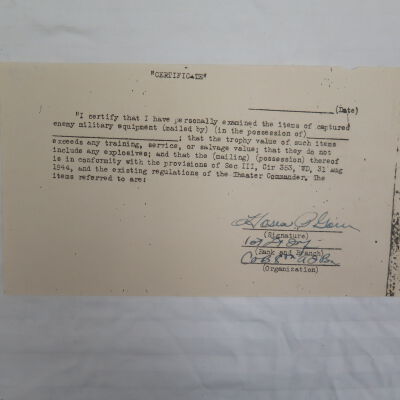 "CERTIFICATE"
(Date)
"I certify that I have personally examined the items of captured
enemy military equipment (mailed by) (in the possession of)
; that the trophy value of such items
exceeds any training, service, or salvage value; that they do not
include any explosives; and that the (mailing) (possession) thereof
is in conformity with the provisions of Sec III, Cir 353, WD, 31 Aug
1944, and the existing regulations of the Theater Commander. The
items referred to are:
(Signature)
1st Lt
(Rank and Branch)
Co B
(Organization)